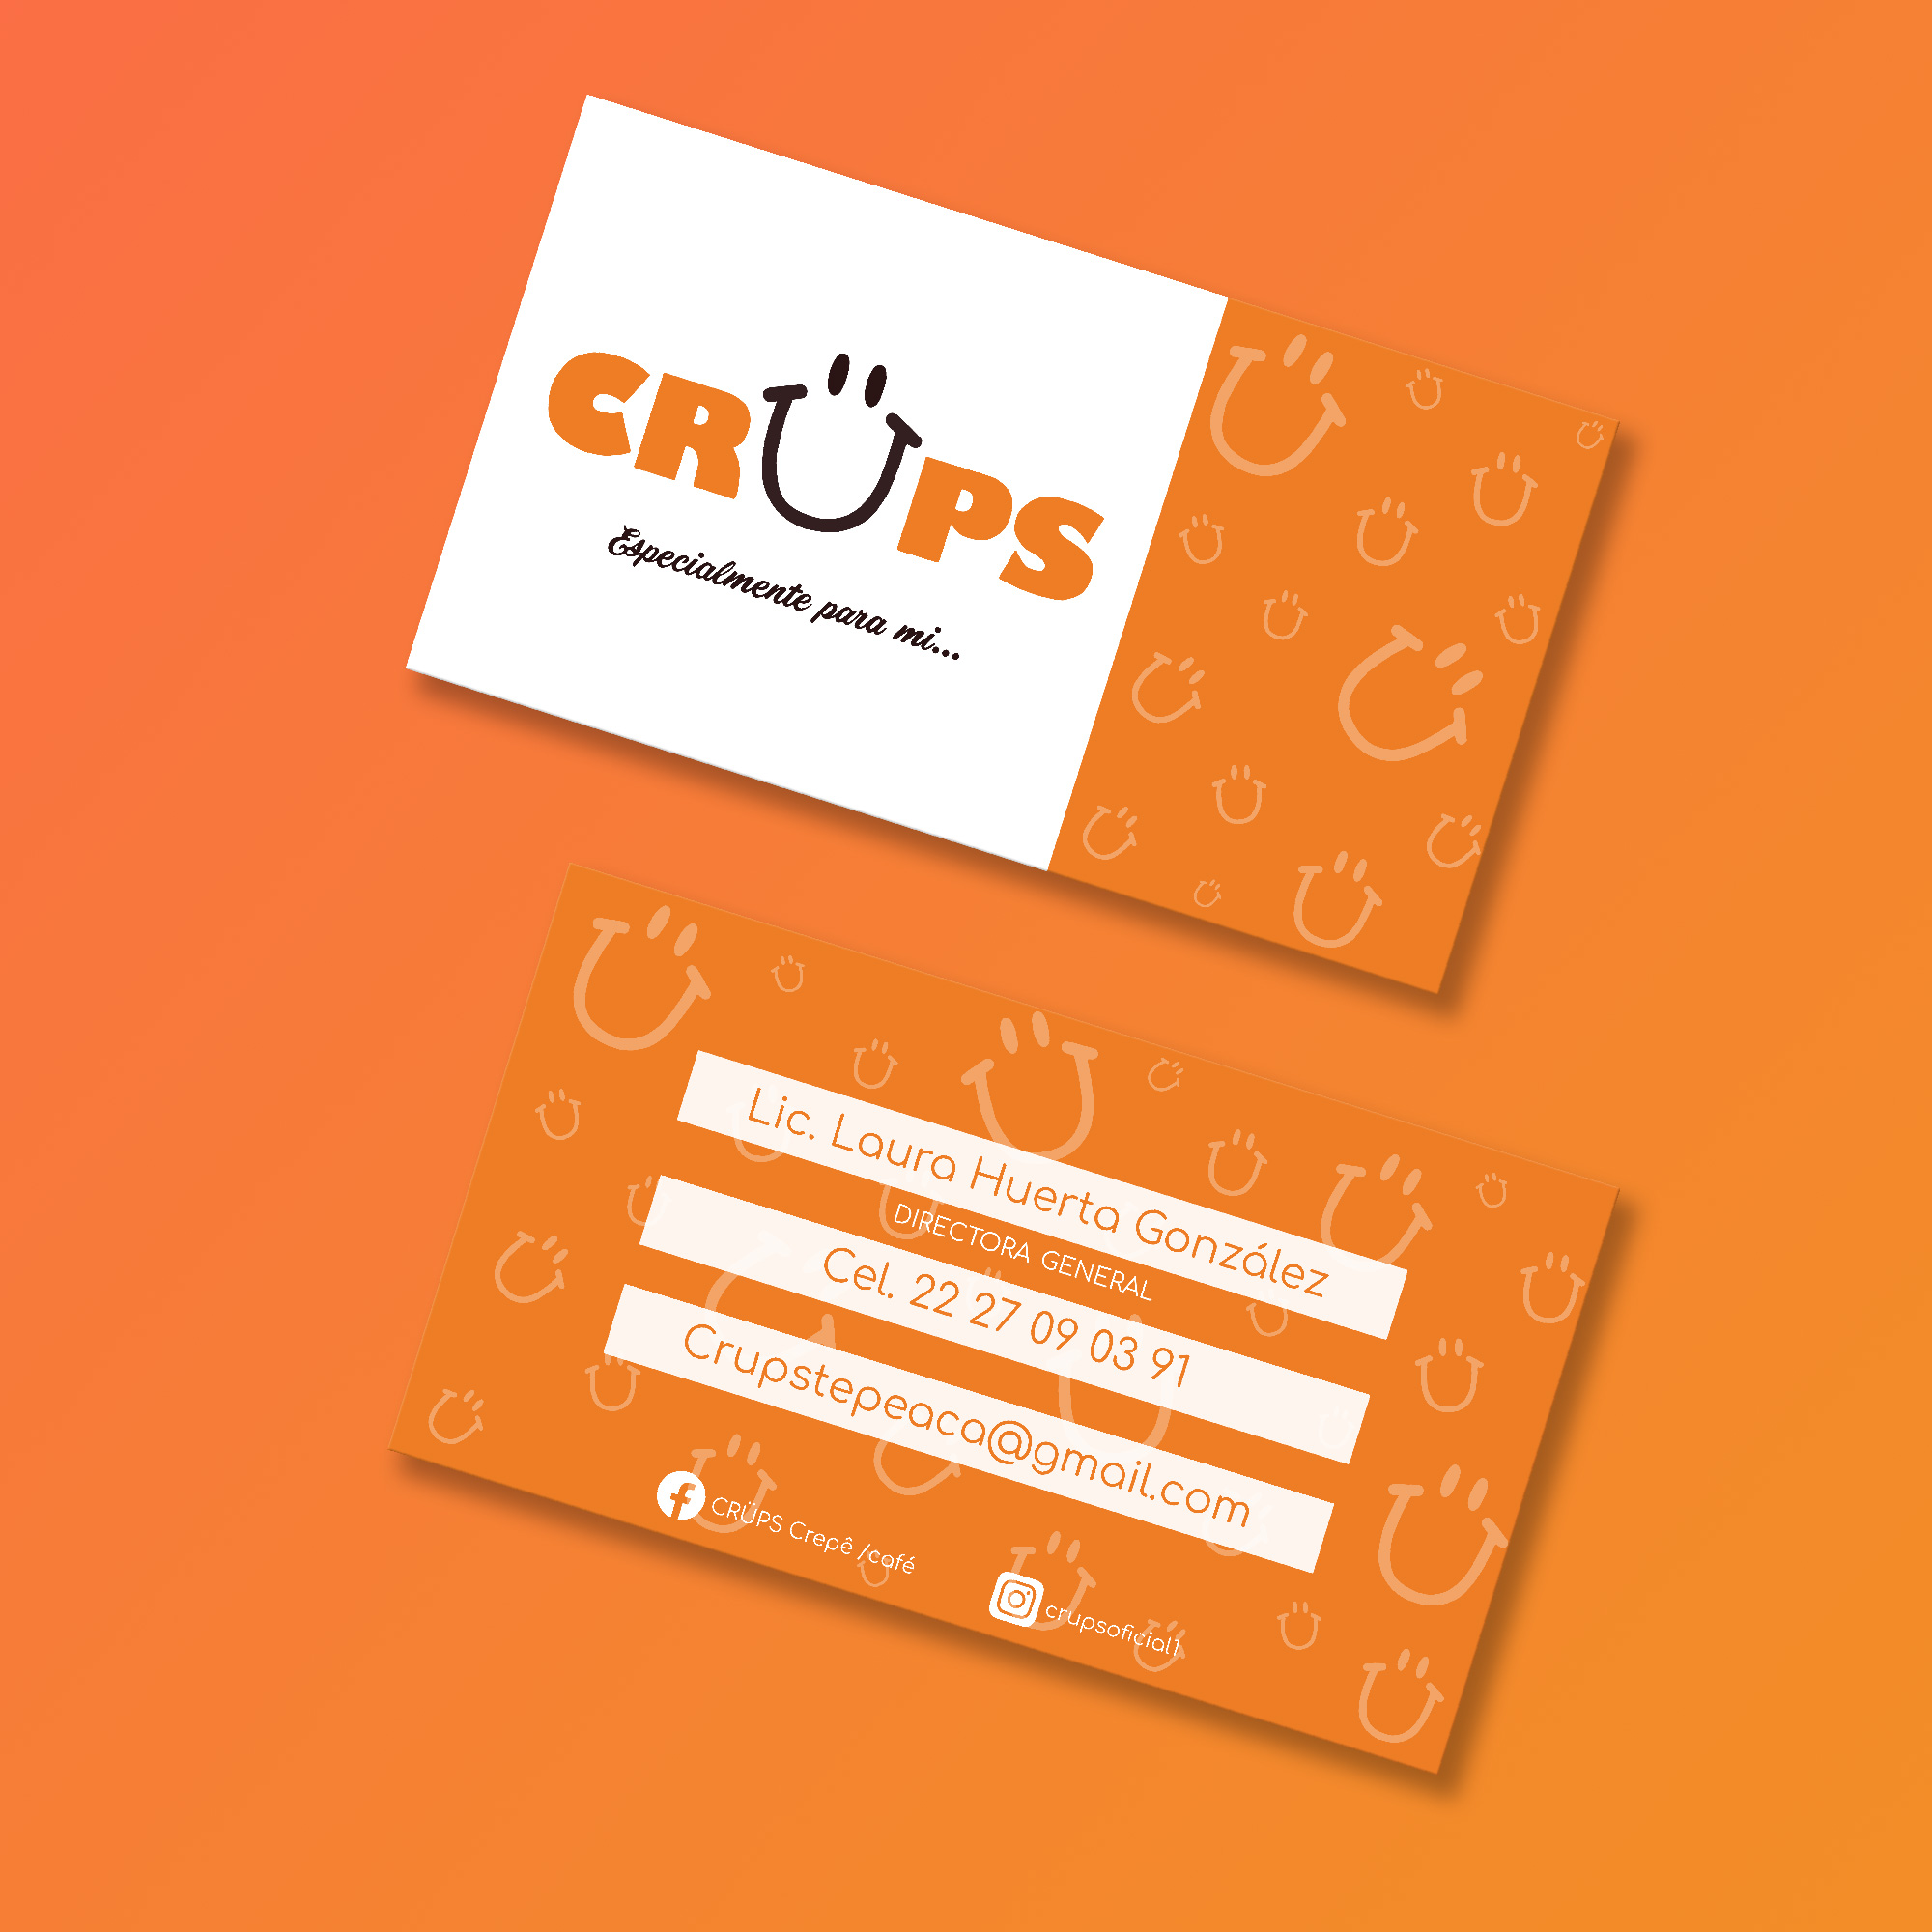 CRÜPS
Especialmente para mi...
Lic. Laura Huerta González
DIRECTORA GENERAL
Cel. 22 27 09 03 91
Crupstepeaca@gmail.com
CRÜPS Crepê /café
crupsoficial1